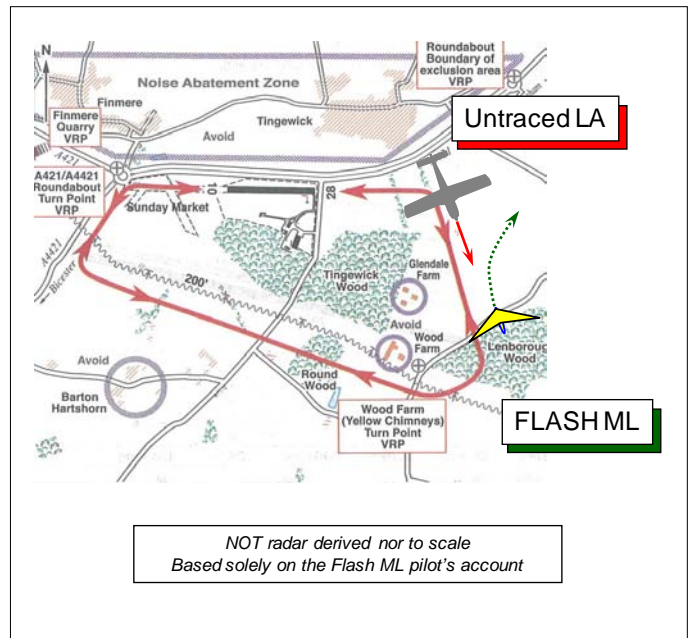 N
Noise Abatement Zone
Roundabout
Boundary of
exclusion area
VRP
Finmere
Finmere
Quarry
VRP
Tingewick
Avoid
Untraced LA
A421
A421/A4421
Roundabout
Turn Point
VRP
10
28
Sunday Market
A4421
Bicester
200'
Tingewick
Wood
Glendale
Farm
Avoid
Wood
Farm
Lenborough
Wood
Avoid
Barton
Hartshorn
Round
Wood
Wood Farm
(Yellow Chimneys)
Turn Point
VRP
FLASH ML
NOT radar derived nor to scale
Based solely on the Flash ML pilot's account